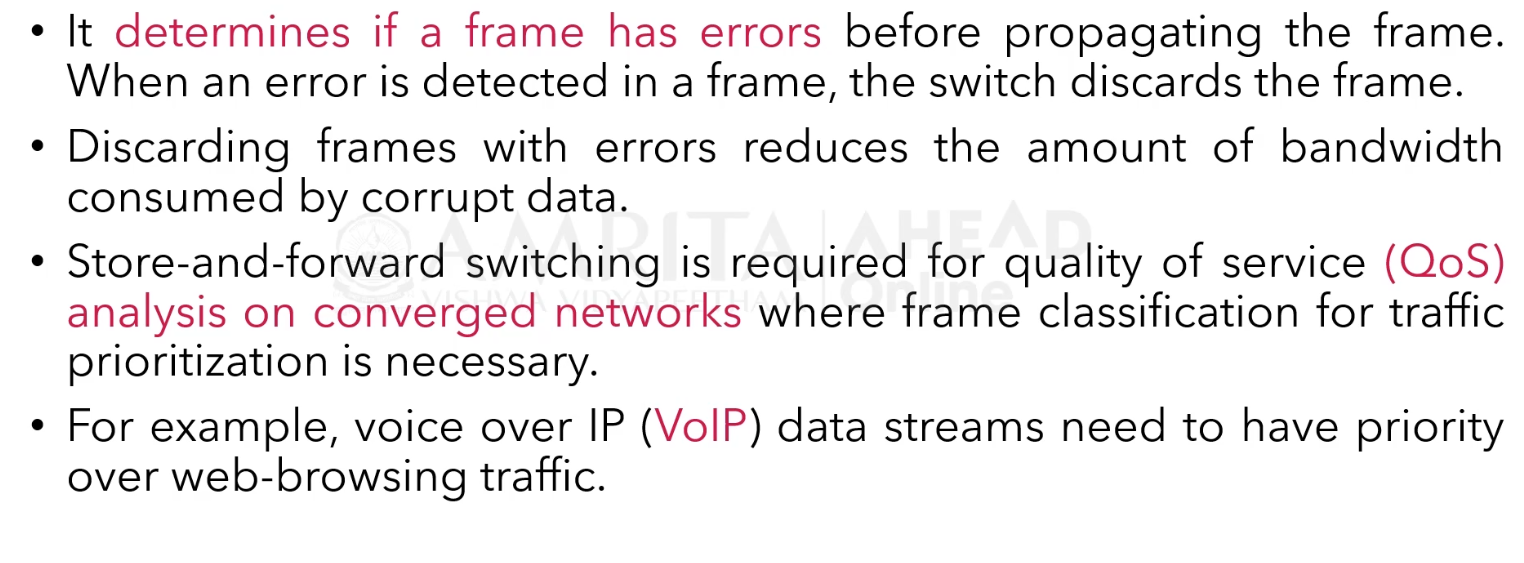 • It determines if a frame has errors before propagating the frame.
When an error is detected in a frame, the switch discards the frame.
• Discarding frames with errors reduces the amount of bandwidth
consumed by corrupt data.
AMRITA AHEAD
VISHWA VIDYAPEETHAM Online
• Store-and-forward switching is required for quality of service (QoS)
analysis on converged networks where frame classification for traffic
prioritization is necessary.
• For example, voice over IP (VoIP) data streams need to have priority
over web-browsing traffic.